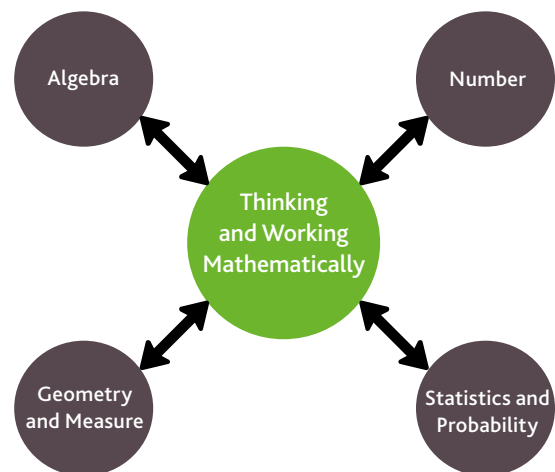 Algebra
Number
Thinking
and Working
Mathematically
Geometry
and Measure
Statistics and
Probability